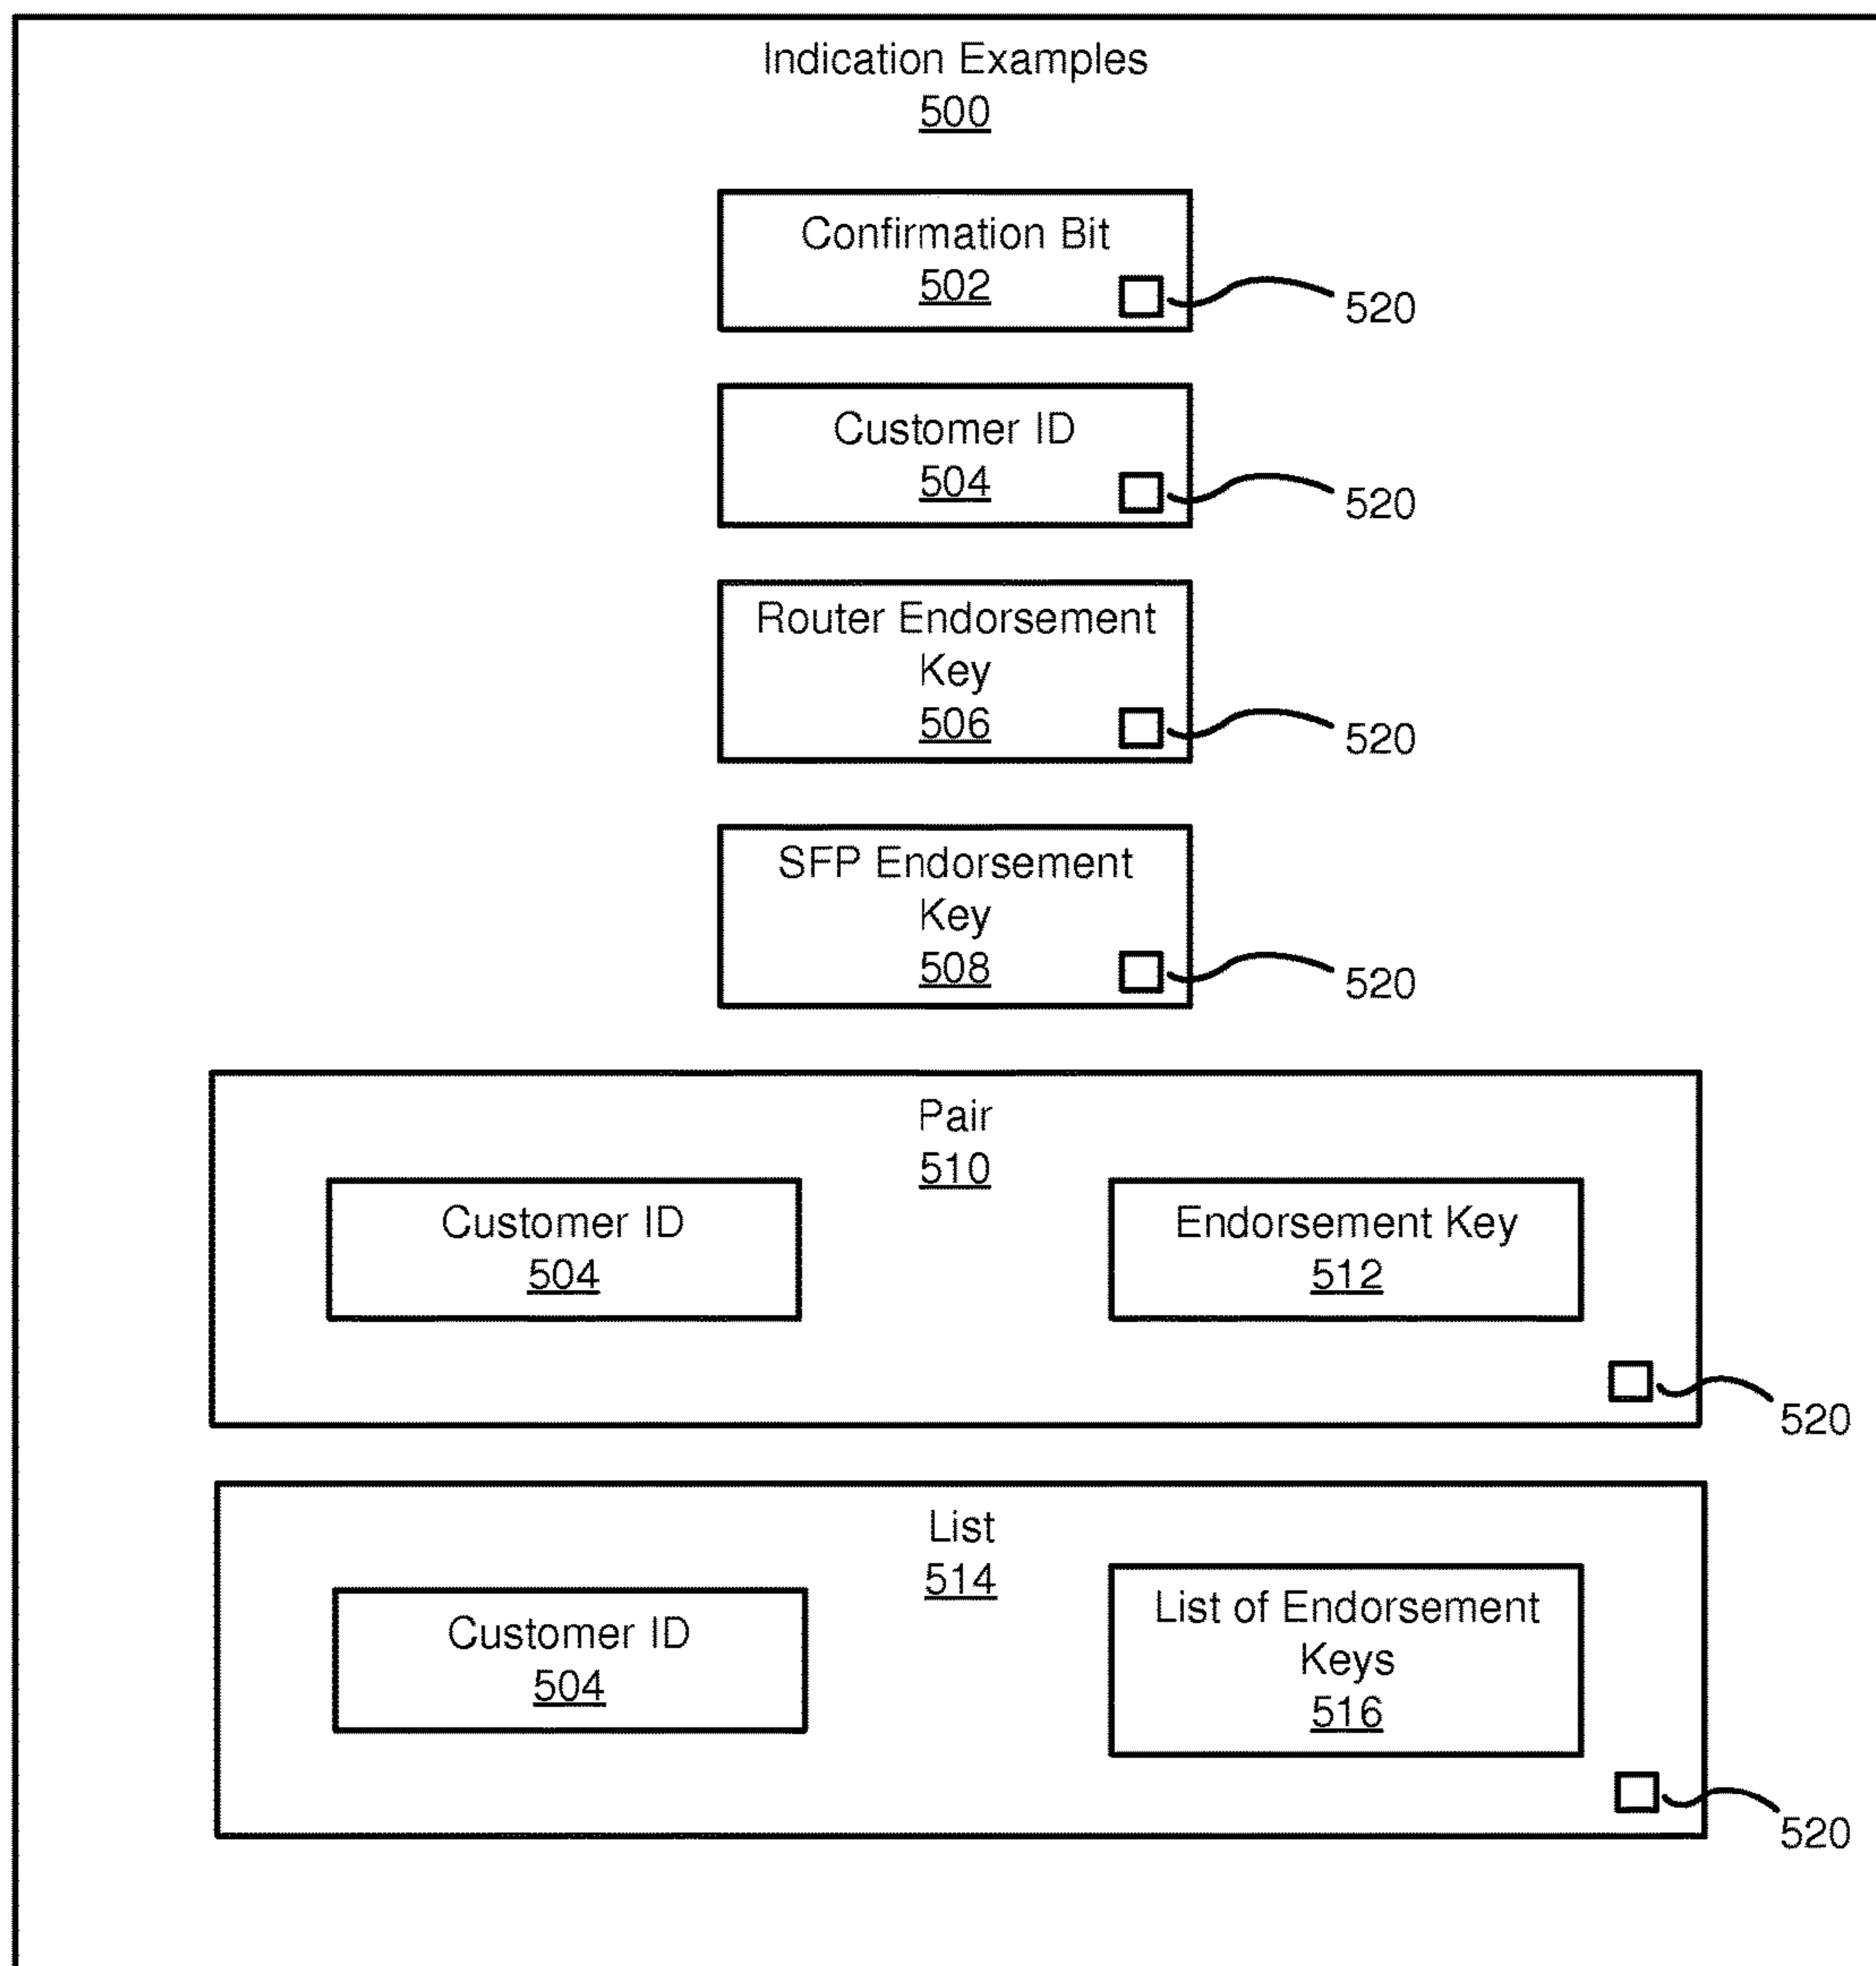 Indication Examples
500
Confirmation Bit
502
520
Customer ID
504
520
Router Endorsement
Key
506
520
SFP Endorsement
Key
508
520
Pair
510
Customer ID
504
Endorsement Key
512
520
List
514
Customer ID
504
List of Endorsement
Keys
516
520